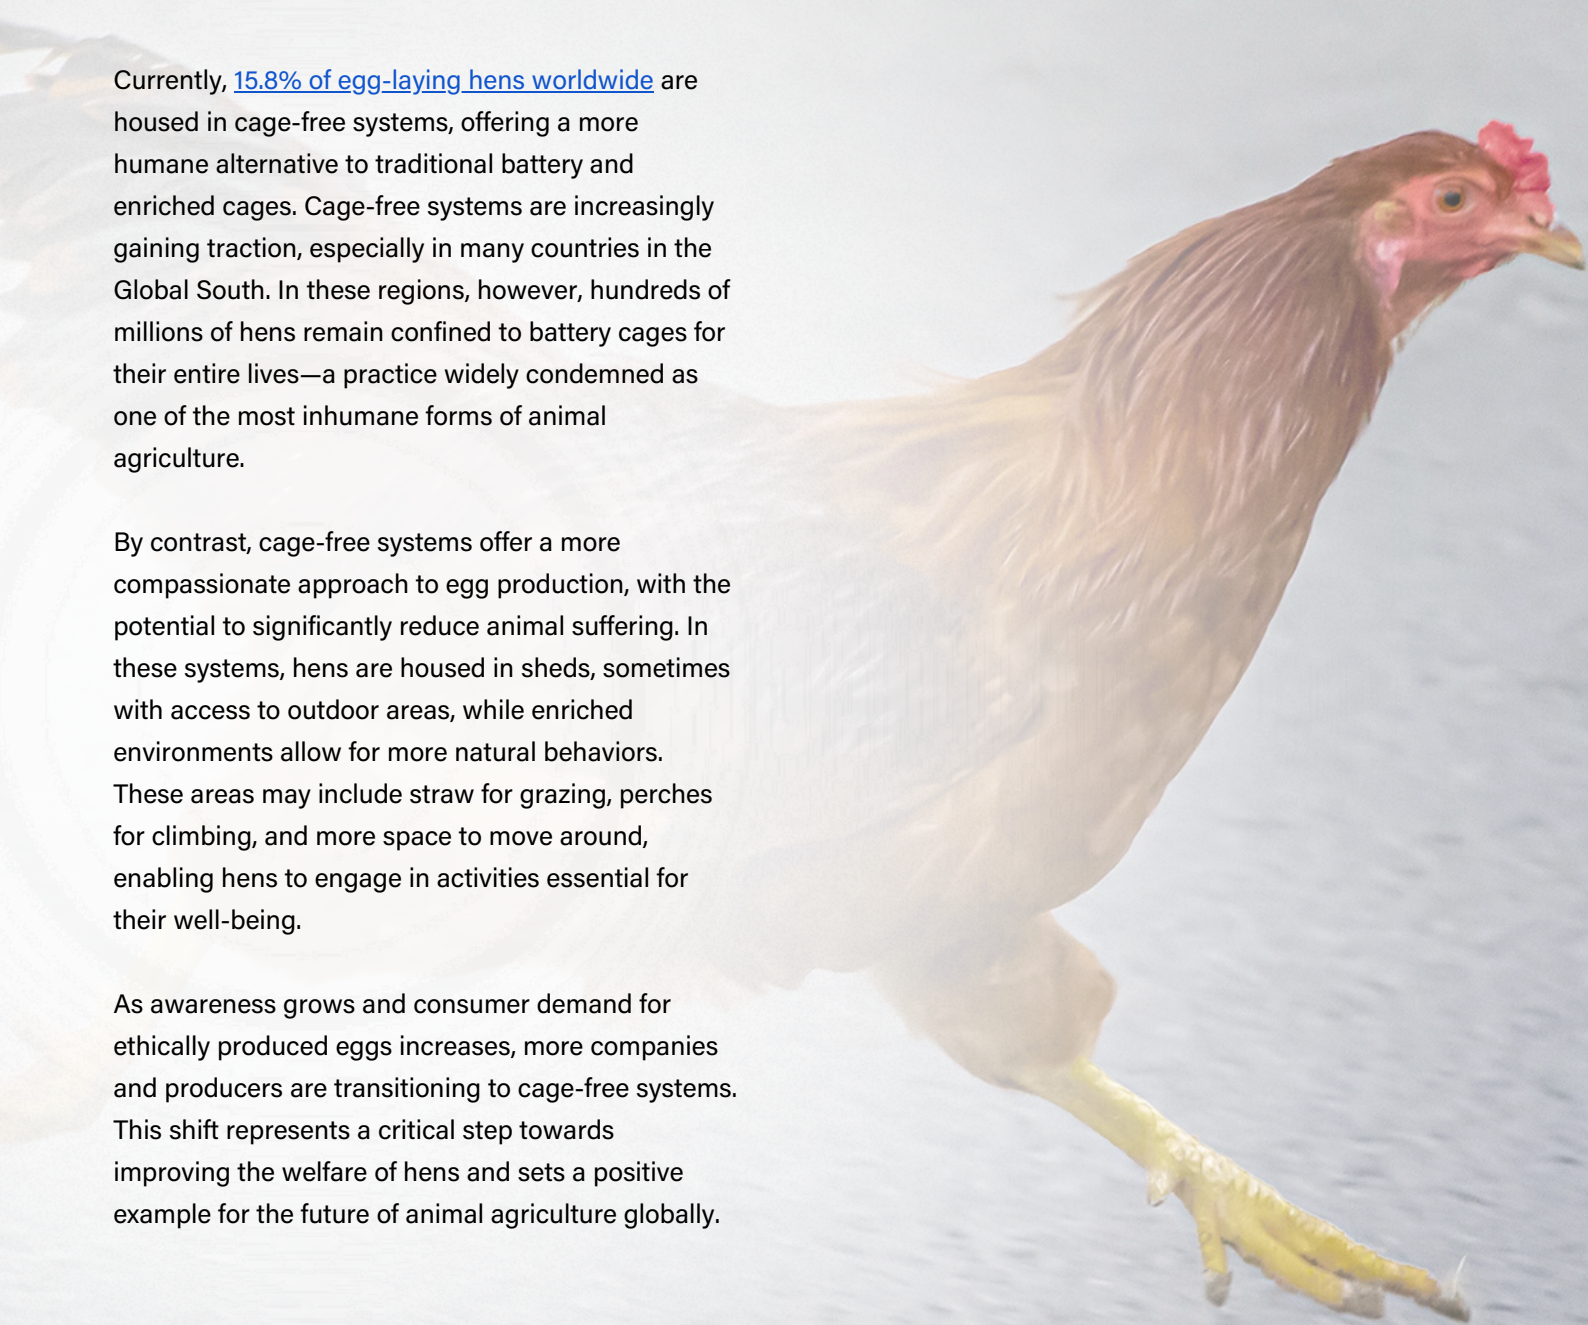 Currently, 15.8% of egg-laying hens worldwide are
housed in cage-free systems, offering a more
humane alternative to traditional battery and
enriched cages. Cage-free systems are increasingly
gaining traction, especially in many countries in the
Global South. In these regions, however, hundreds of
millions of hens remain confined to battery cages for
their entire lives—a practice widely condemned as
one of the most inhumane forms of animal
agriculture.
By contrast, cage-free systems offer a more
compassionate approach to egg production, with the
potential to significantly reduce animal suffering. In
these systems, hens are housed in sheds, sometimes
with access to outdoor areas, while enriched
environments allow for more natural behaviors.
These areas may include straw for grazing, perches
for climbing, and more space to move around,
enabling hens to engage in activities essential for
their well-being.
As awareness grows and consumer demand for
ethically produced eggs increases, more companies
and producers are transitioning to cage-free systems.
This shift represents a critical step towards
improving the welfare of hens and sets a positive
example for the future of animal agriculture globally.